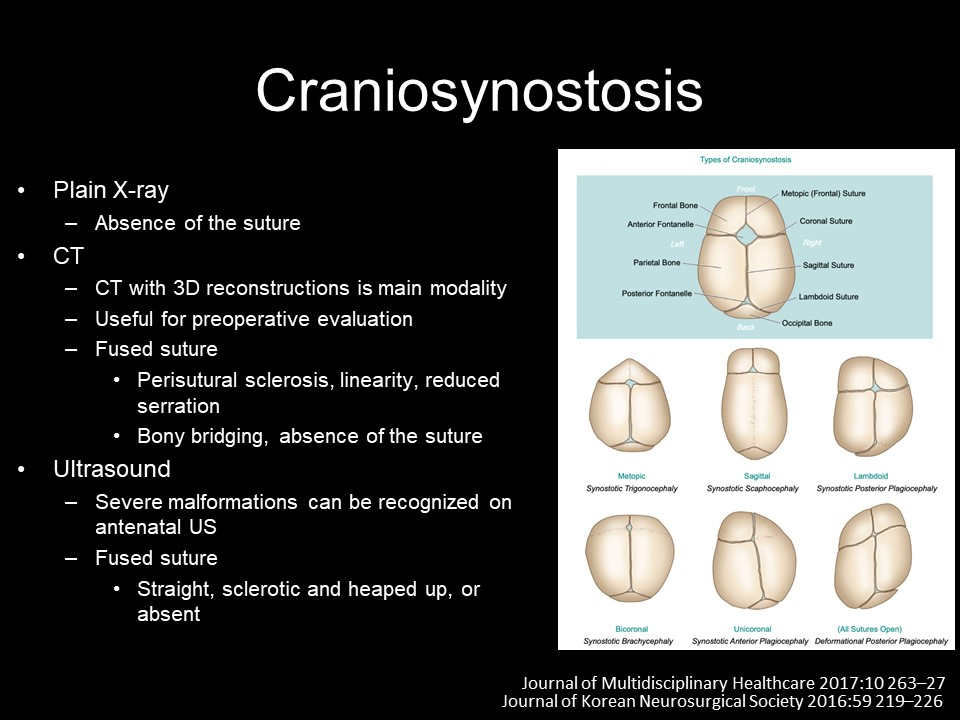 Craniosynostosis
• Plain X-ray
– Absence of the suture
• CT
– CT with 3D reconstructions is main modality
– Useful for preoperative evaluation
– Fused suture
• Perisutural sclerosis, linearity, reduced
serration
• Bony bridging, absence of the suture
• Ultrasound
– Severe malformations can be recognized on
antenatal US
– Fused suture
• Straight, sclerotic and heaped up, or
absent
Types of Craniosynostosis
Front
Metopic (Frontal) Suture
Frontal Bone
Anterior Fontanelle
Coronal Suture
Left
Right
Parietal Bone
Sagittal Suture
Posterior Fontanelle
Lambdoid Suture
Back
Occipital Bone
Metopic
Synostotic Trigonocephaly
Sagittal
Synostotic Scaphocephaly
Lambdoid
Synostotic Posterior Plagiocephaly
Bicoronal
Synostotic Brachycephaly
Unicoronal
Synostotic Anterior Plagiocephaly
(All Sutures Open)
Deformational Posterior Plagiocephaly
Journal of Multidisciplinary Healthcare 2017:10 263–27
Journal of Korean Neurosurgical Society 2016:59 219–226